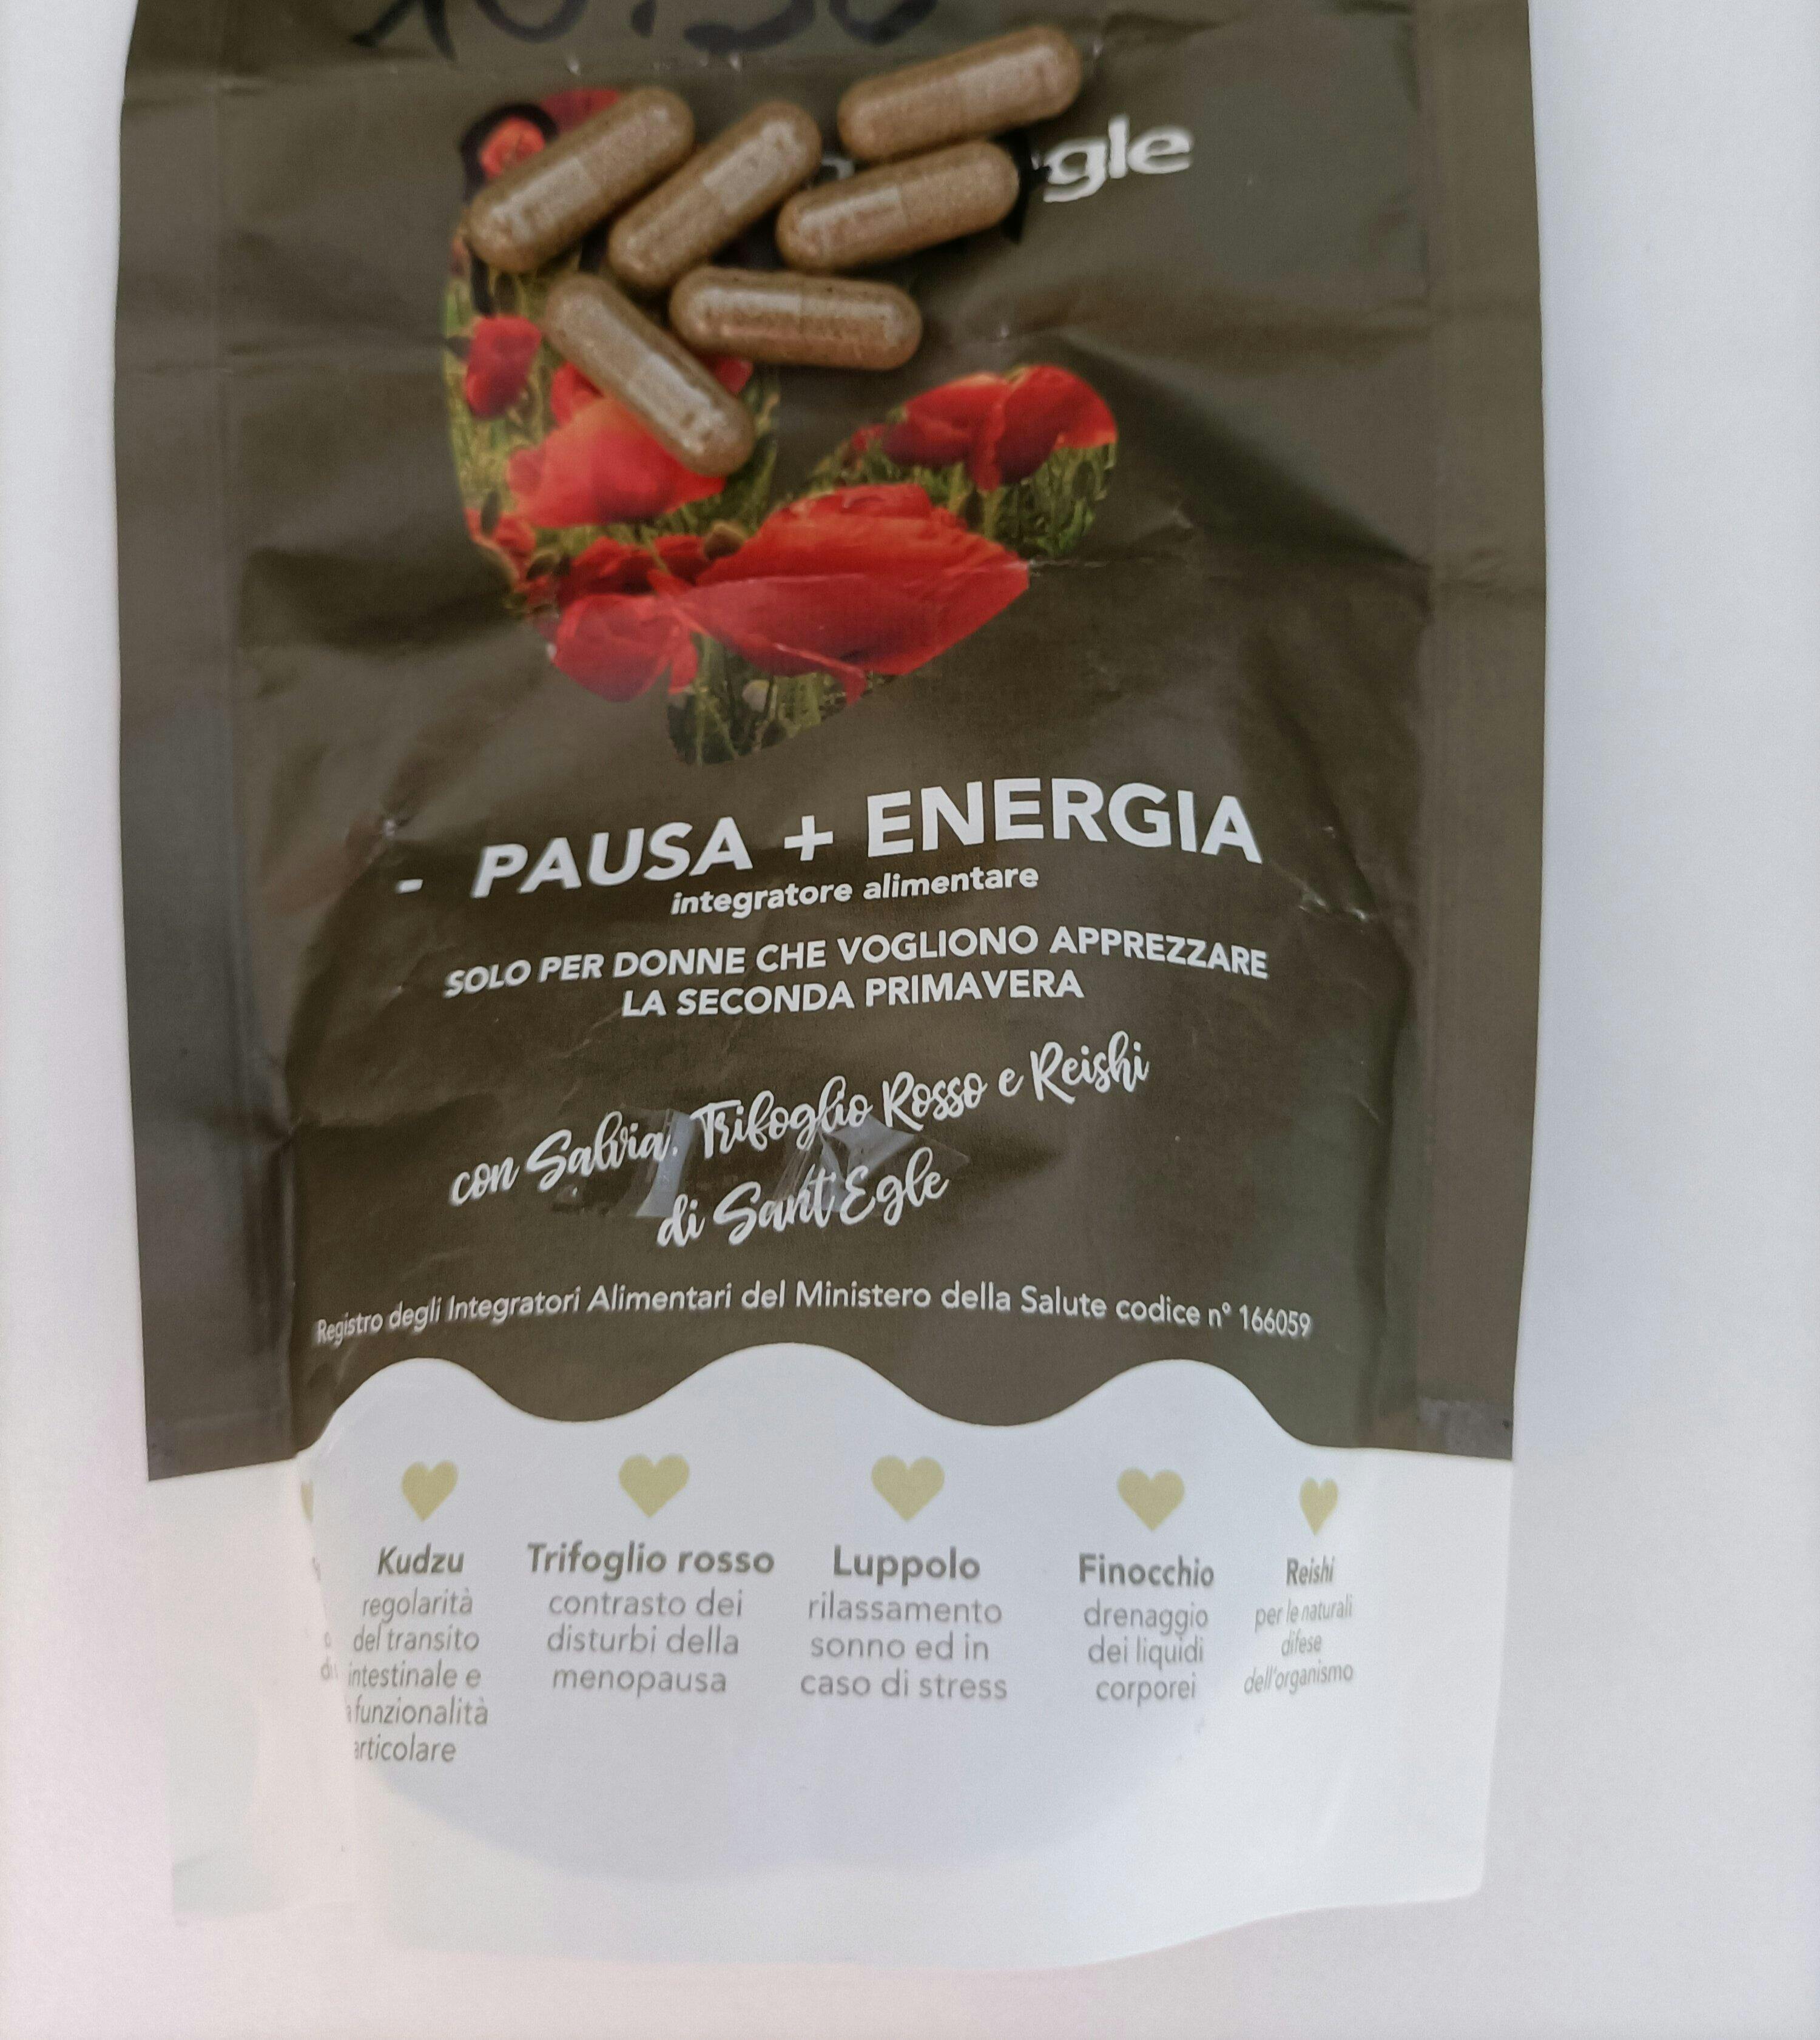 gle
- PAUSA + ENERGIA
integratore alimentare
SOLO PER DONNE CHE VOGLIONO APPREZZARE
LA SECONDA PRIMAVERA
con Salvia, Trifoglio Rosso e Reishi
di Sant'Egle
Registro degli Integratori Alimentari del Ministero della Salute codice n° 166059
Kudzu
regolarità
del transito
intestinale e
funzionalità
articolare
Trifoglio rosso
contrasto dei
disturbi della
menopausa
Luppolo
rilassamento
sonno ed in
caso di stress
Finocchio
drenaggio
dei liquidi
corporei
Reishi
per le naturali
difese
dell'organismo